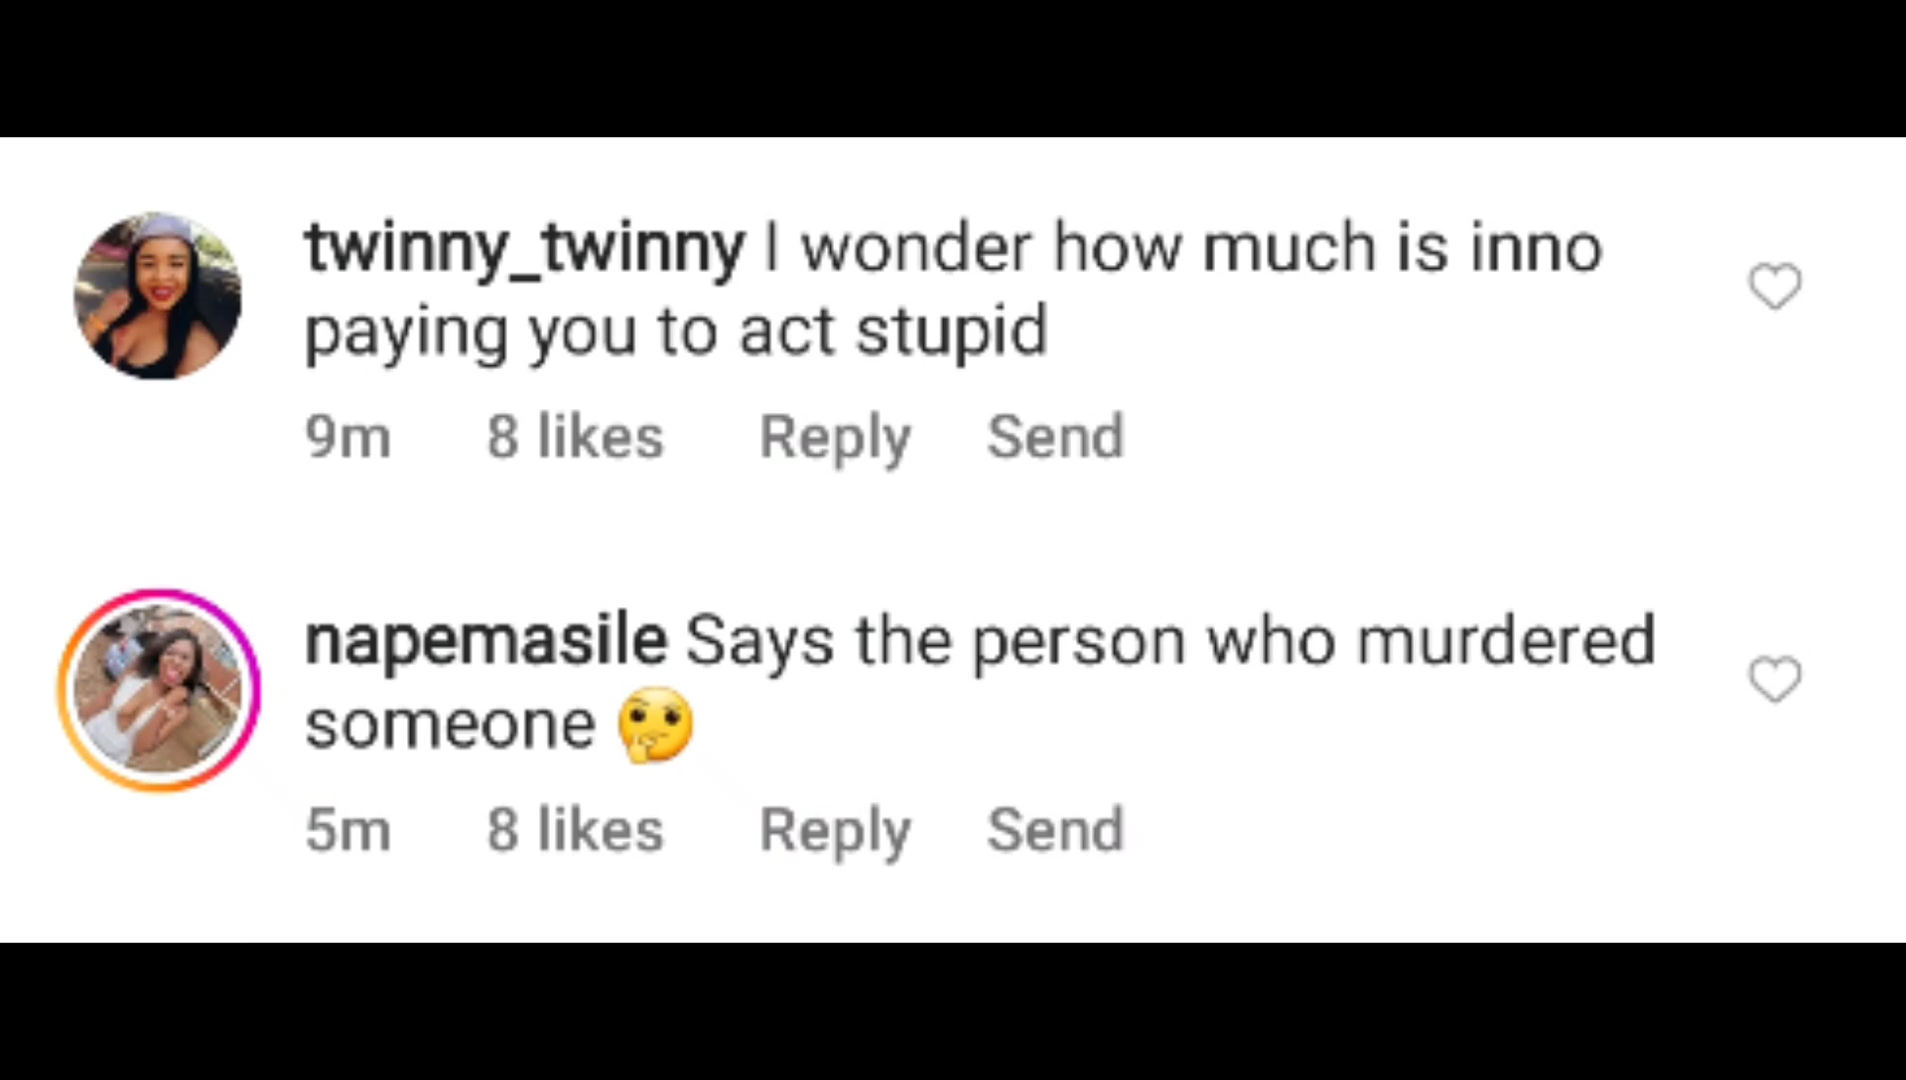 twinny_twinny I wonder how much is inno
paying you to act stupid
9m 8 likes Reply Send
napemasile Says the person who murdered
someone 🤔
5m 8 likes Reply Send